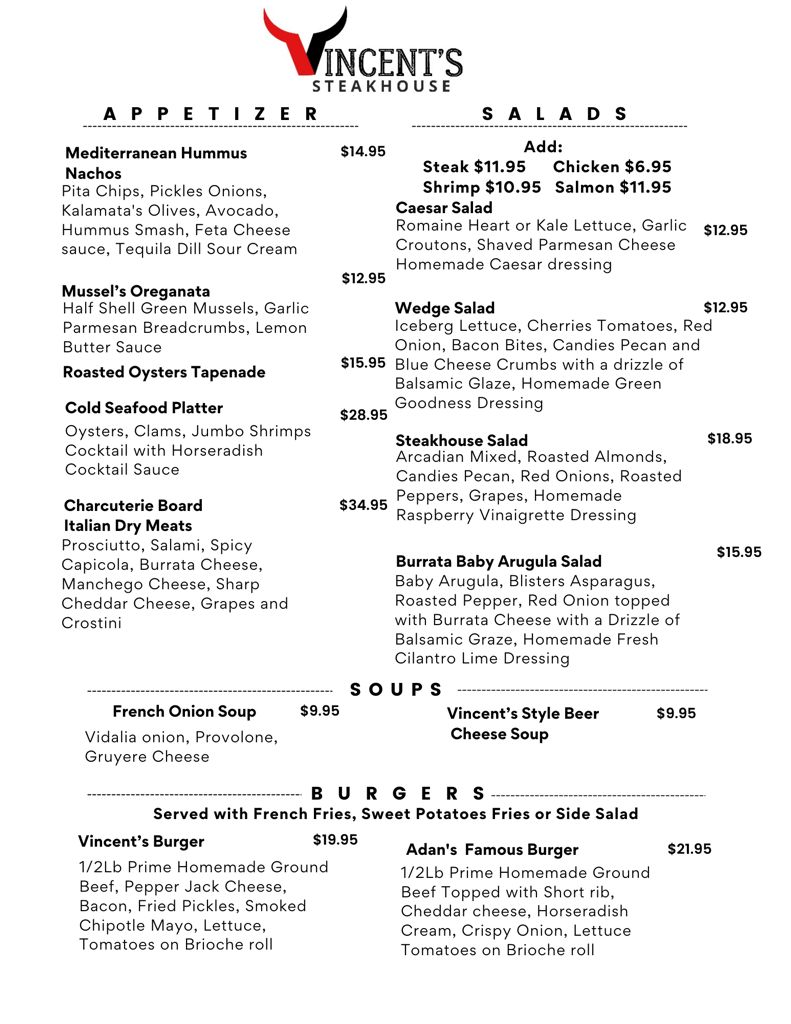 VINCENT'S
STEAKHOUSE
APPETIZER
Mediterranean Hummus $14.95
Nachos
Pita Chips, Pickles Onions,
Kalamata's Olives, Avocado,
Hummus Smash, Feta Cheese
sauce, Tequila Dill Sour Cream
$12.95
Mussel's Oreganata
Half Shell Green Mussels, Garlic
Parmesan Breadcrumbs, Lemon
Butter Sauce
Roasted Oysters Tapenade $15.95
Cold Seafood Platter $28.95
Oysters, Clams, Jumbo Shrimps
Cocktail with Horseradish
Cocktail Sauce
Charcuterie Board $34.95
Italian Dry Meats
Prosciutto, Salami, Spicy
Capicola, Burrata Cheese,
Manchego Cheese, Sharp
Cheddar Cheese, Grapes and
Crostini
SALADS
Add:
Steak $11.95 Chicken $6.95
Shrimp $10.95 Salmon $11.95
Caesar Salad
Romaine Heart or Kale Lettuce, Garlic $12.95
Croutons, Shaved Parmesan Cheese
Homemade Caesar dressing
Wedge Salad $12.95
Iceberg Lettuce, Cherries Tomatoes, Red
Onion, Bacon Bites, Candies Pecan and
Blue Cheese Crumbs with a drizzle of
Balsamic Glaze, Homemade Green
Goodness Dressing
Steakhouse Salad $18.95
Arcadian Mixed, Roasted Almonds,
Candies Pecan, Red Onions, Roasted
Peppers, Grapes, Homemade
Raspberry Vinaigrette Dressing
$15.95
Burrata Baby Arugula Salad
Baby Arugula, Blisters Asparagus,
Roasted Pepper, Red Onion topped
with Burrata Cheese with a Drizzle of
Balsamic Graze, Homemade Fresh
Cilantro Lime Dressing
SOUPS
French Onion Soup $9.95
Vidalia onion, Provolone,
Gruyere Cheese
Vincent's Style Beer $9.95
Cheese Soup
BURGERS
Served with French Fries, Sweet Potatoes Fries or Side Salad
Vincent's Burger $19.95
1/2Lb Prime Homemade Ground
Beef, Pepper Jack Cheese,
Bacon, Fried Pickles, Smoked
Chipotle Mayo, Lettuce,
Tomatoes on Brioche roll
Adan's Famous Burger $21.95
1/2Lb Prime Homemade Ground
Beef Topped with Short rib,
Cheddar cheese, Horseradish
Cream, Crispy Onion, Lettuce
Tomatoes on Brioche roll